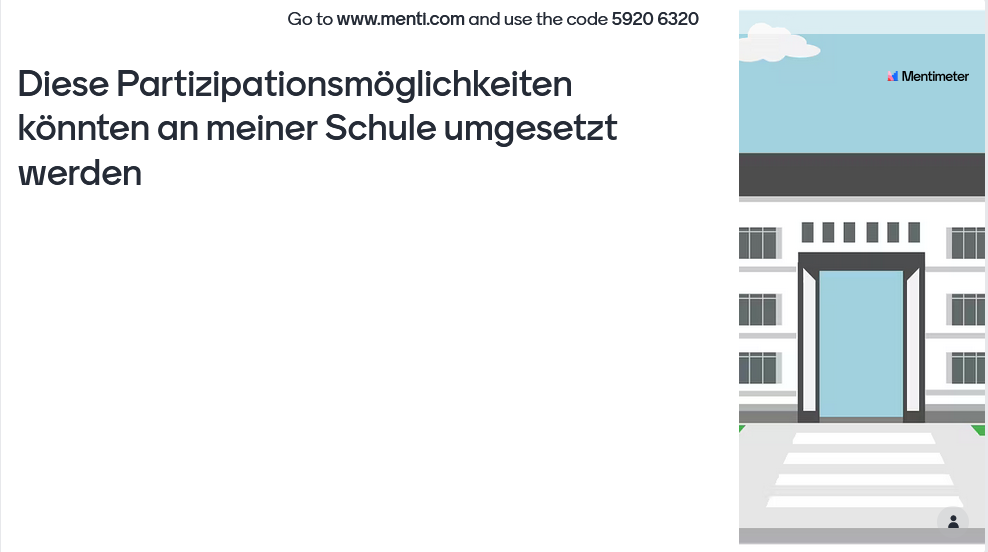 Go to www.menti.com and use the code 5920 6320
Mentimeter
Diese Partizipationsmöglichkeiten
könnten an meiner Schule umgesetzt
werden